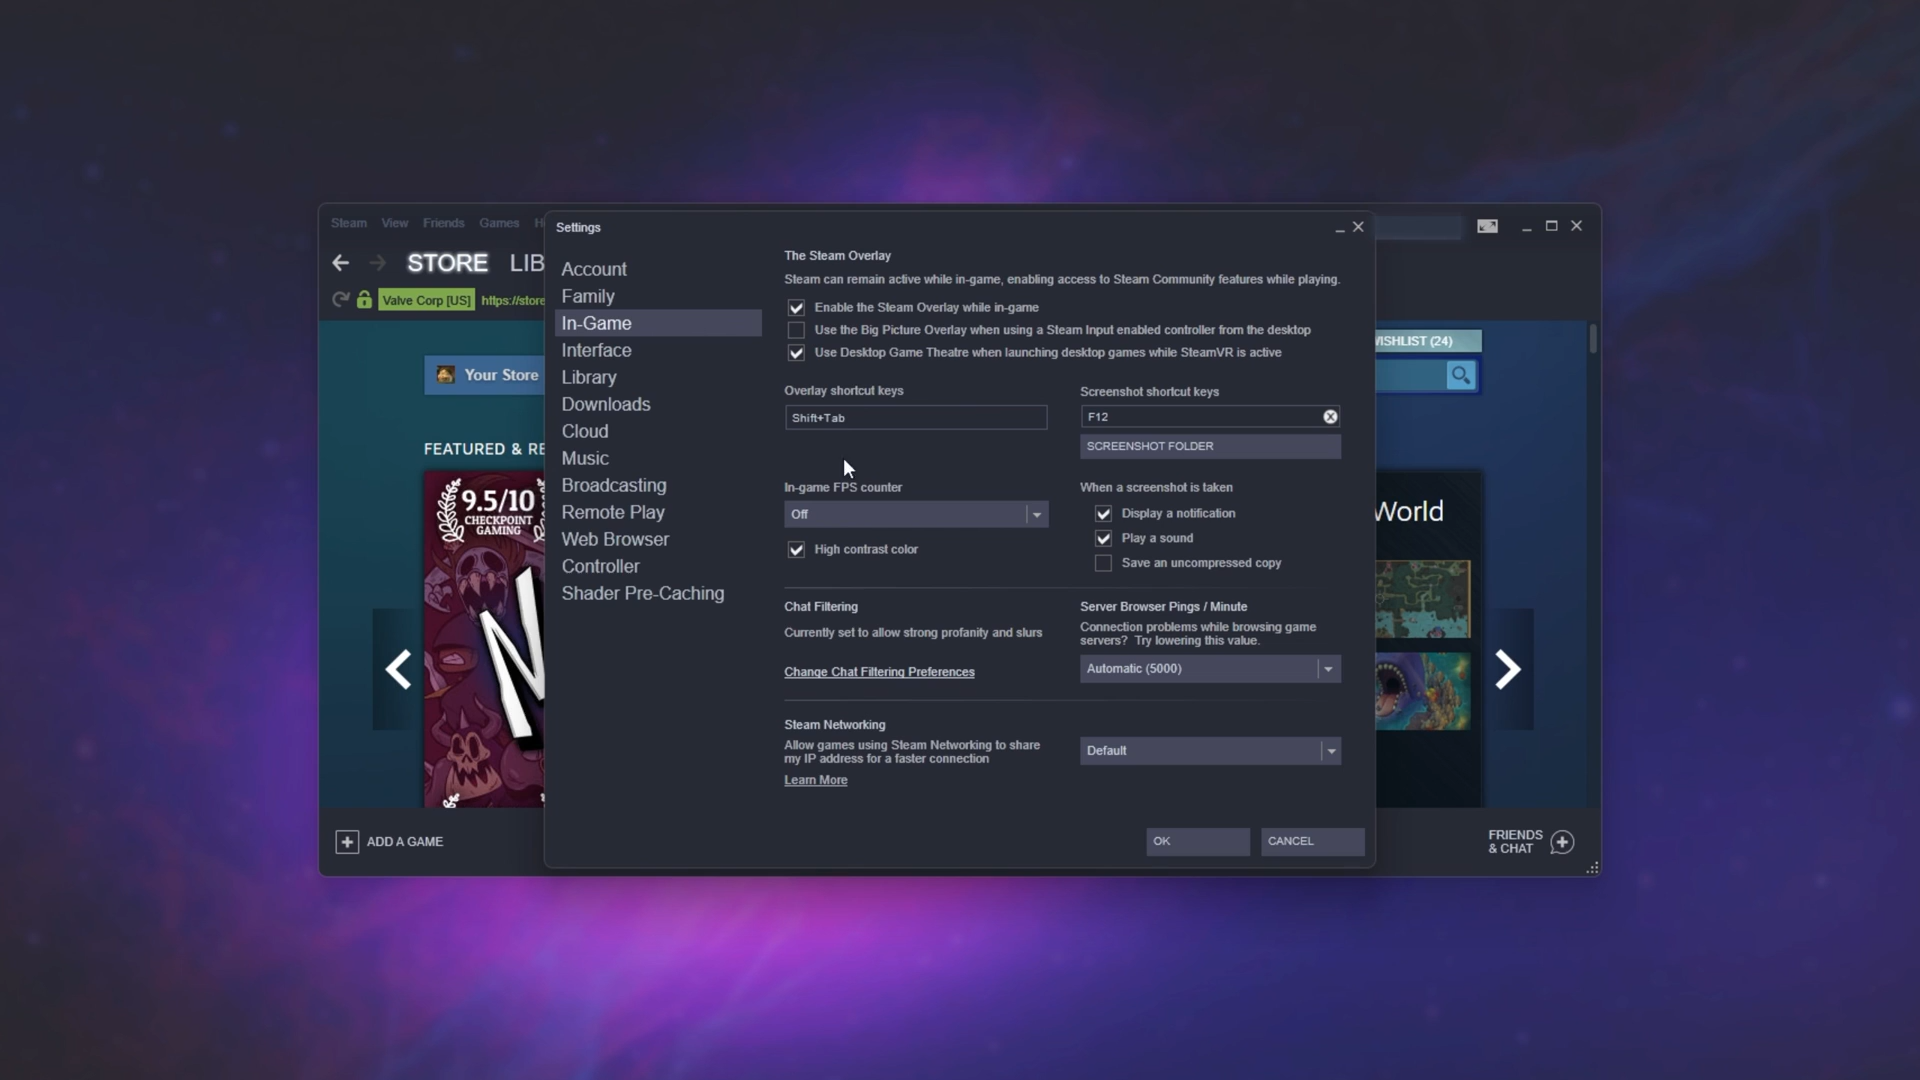 Steam View Friends Games
STORE LIB
Valve Corp [US] https://store
Your Store
FEATURED & RE
9.5/10
CHECKPOINT
GAMING
ADD A GAME
Settings
Account
Family
In-Game
Interface
Library
Downloads
Cloud
Music
Broadcasting
Remote Play
Web Browser
Controller
Shader Pre-Caching
The Steam Overlay
Steam can remain active while in-game, enabling access to Steam Community features while playing.
Enable the Steam Overlay while in-game
Use the Big Picture Overlay when using a Steam Input enabled controller from the desktop
Use Desktop Game Theatre when launching desktop games while SteamVR is active
Overlay shortcut keys
Shift+Tab
Screenshot shortcut keys
F12
SCREENSHOT FOLDER
In-game FPS counter
Off
High contrast color
When a screenshot is taken
Display a notification
Play a sound
Save an uncompressed copy
Chat Filtering
Currently set to allow strong profanity and slurs
Change Chat Filtering Preferences
Server Browser Pings / Minute
Connection problems while browsing game
servers? Try lowering this value.
Automatic (5000)
Steam Networking
Allow games using Steam Networking to share
my IP address for a faster connection
Learn More
Default
OK
CANCEL
WISHLIST (24)
World
FRIENDS
& CHAT